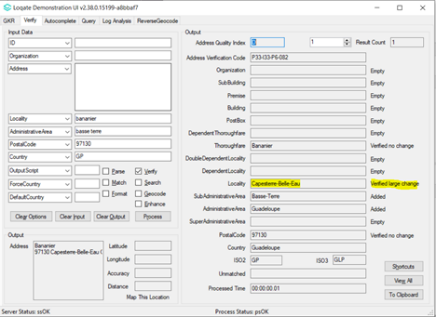 Loqate Demonstration UI v2.38.0.15199-a8bbaf7
GKR Verify Autocomplete Query Log Analysis ReverseGeocode
Input Data
ID
Organization
Address
Locality bananier
AdministrativeArea basse terre
PostalCode 97130
Country GP
OutputScript
ForceCountry
DefaultCountry
Parse
Match
Format
Verify
Search
Geocode
Enhance
Clear Options Clear Input Clear Output Process
Output
Address Bananier
97130 Capesterre-Belle-Eau
Latitude
Longitude
Accuracy
Distance
Map This Location
Output
Address Quality Index D 1 Result Count 1
Address Verification Code P33-I33-P6-082
Organization Empty
SubBuilding Empty
Premise Empty
Building Empty
PostBox Empty
DependentThoroughfare Empty
Thoroughfare Bananier Verified no change
DoubleDependentLocality Empty
DependentLocality Empty
Locality Capesterre-Belle-Eau Verified large change
SubAdministrativeArea Basse-Terre Added
AdministrativeArea Guadeloupe Added
SuperAdministrativeArea Empty
PostalCode 97130 Verified no change
Country Guadeloupe
ISO2 GP ISO3 GLP
Unmatched
Processed Time 00:00:00.01
Shortcuts
View All
To Clipboard
Server Status: ssOK Process Status: psOK